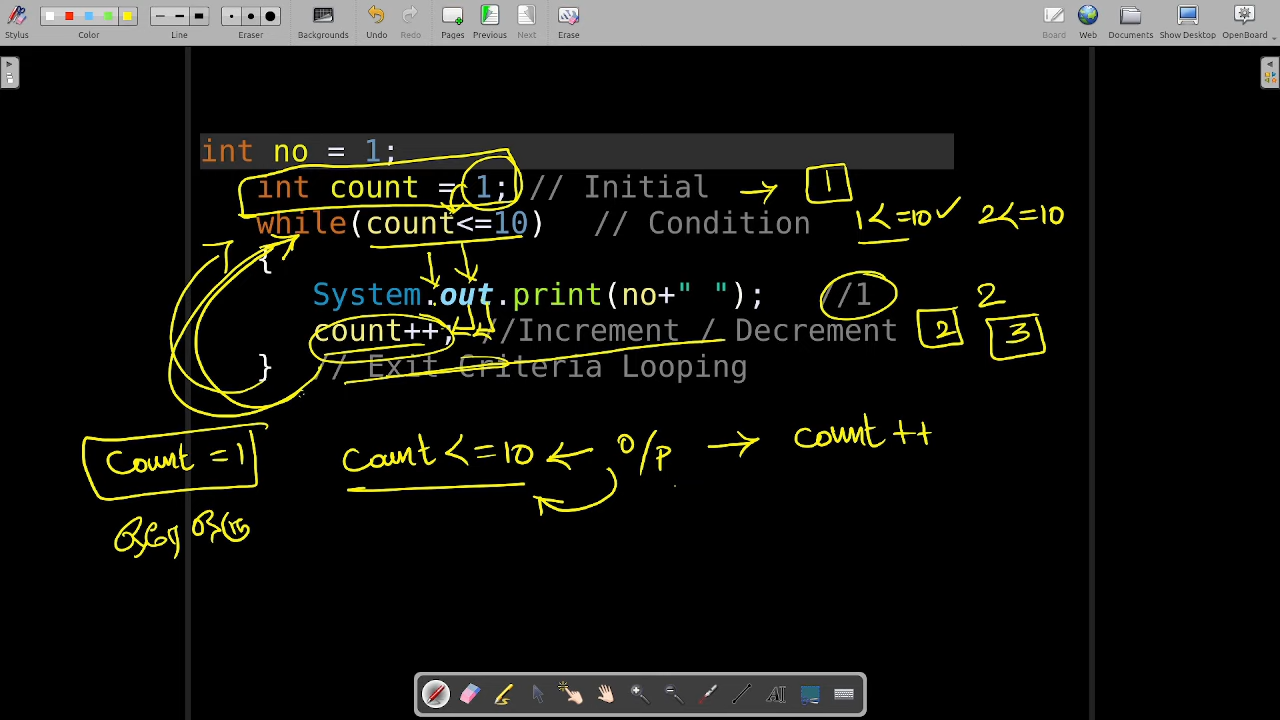 Stylus Color Line Eraser Backgrounds Undo Redo Pages Previous Next Erase Board Web Documents Show Desktop OpenBoard
int no = 1;
int count = 1; // Initial → 1
while(count<=10) // Condition 1<=10✓ 2<=10
{
System.out.print(no+" "); //1 2
count++; //Increment / Decrement 2 3
} // Exit Criteria Looping
Count = 1 Count <=10 ← O/P → Count ++